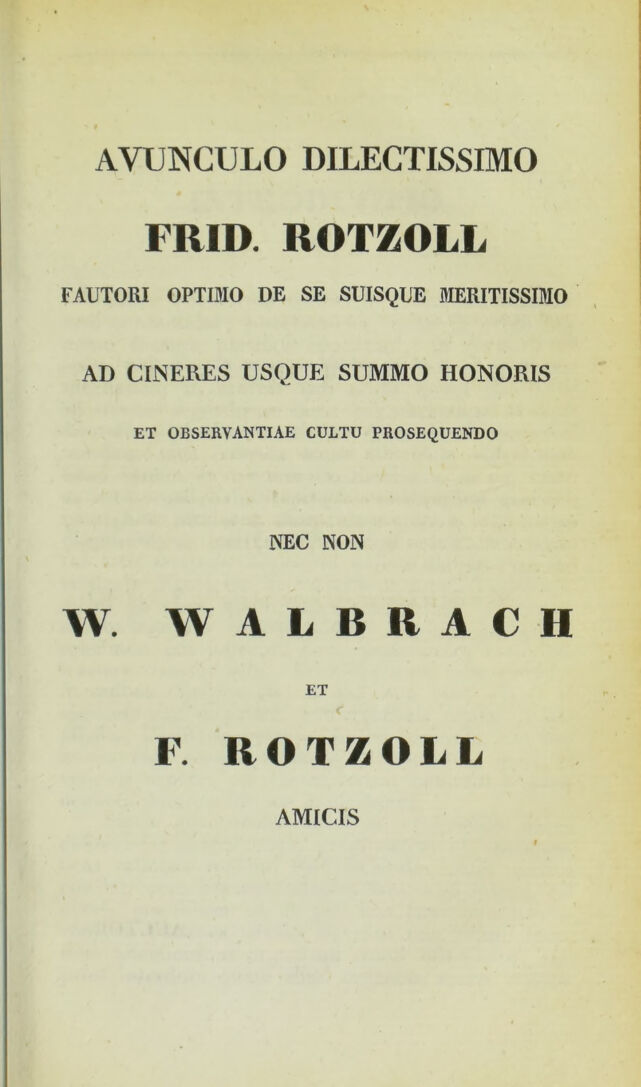 AVUNCULO DILECTISSIMO
FRID. ROTZOLL
FAUTORI OPTIMO DE SE SUISQUE MERITISSIMO
AD CINERES USQUE SUMMO HONORIS
ET OBSERVANTIAE CULTU PROSEQUENDO
NEC NON
W. WALBRACH
ET
F. ROTZOLL
AMICIS